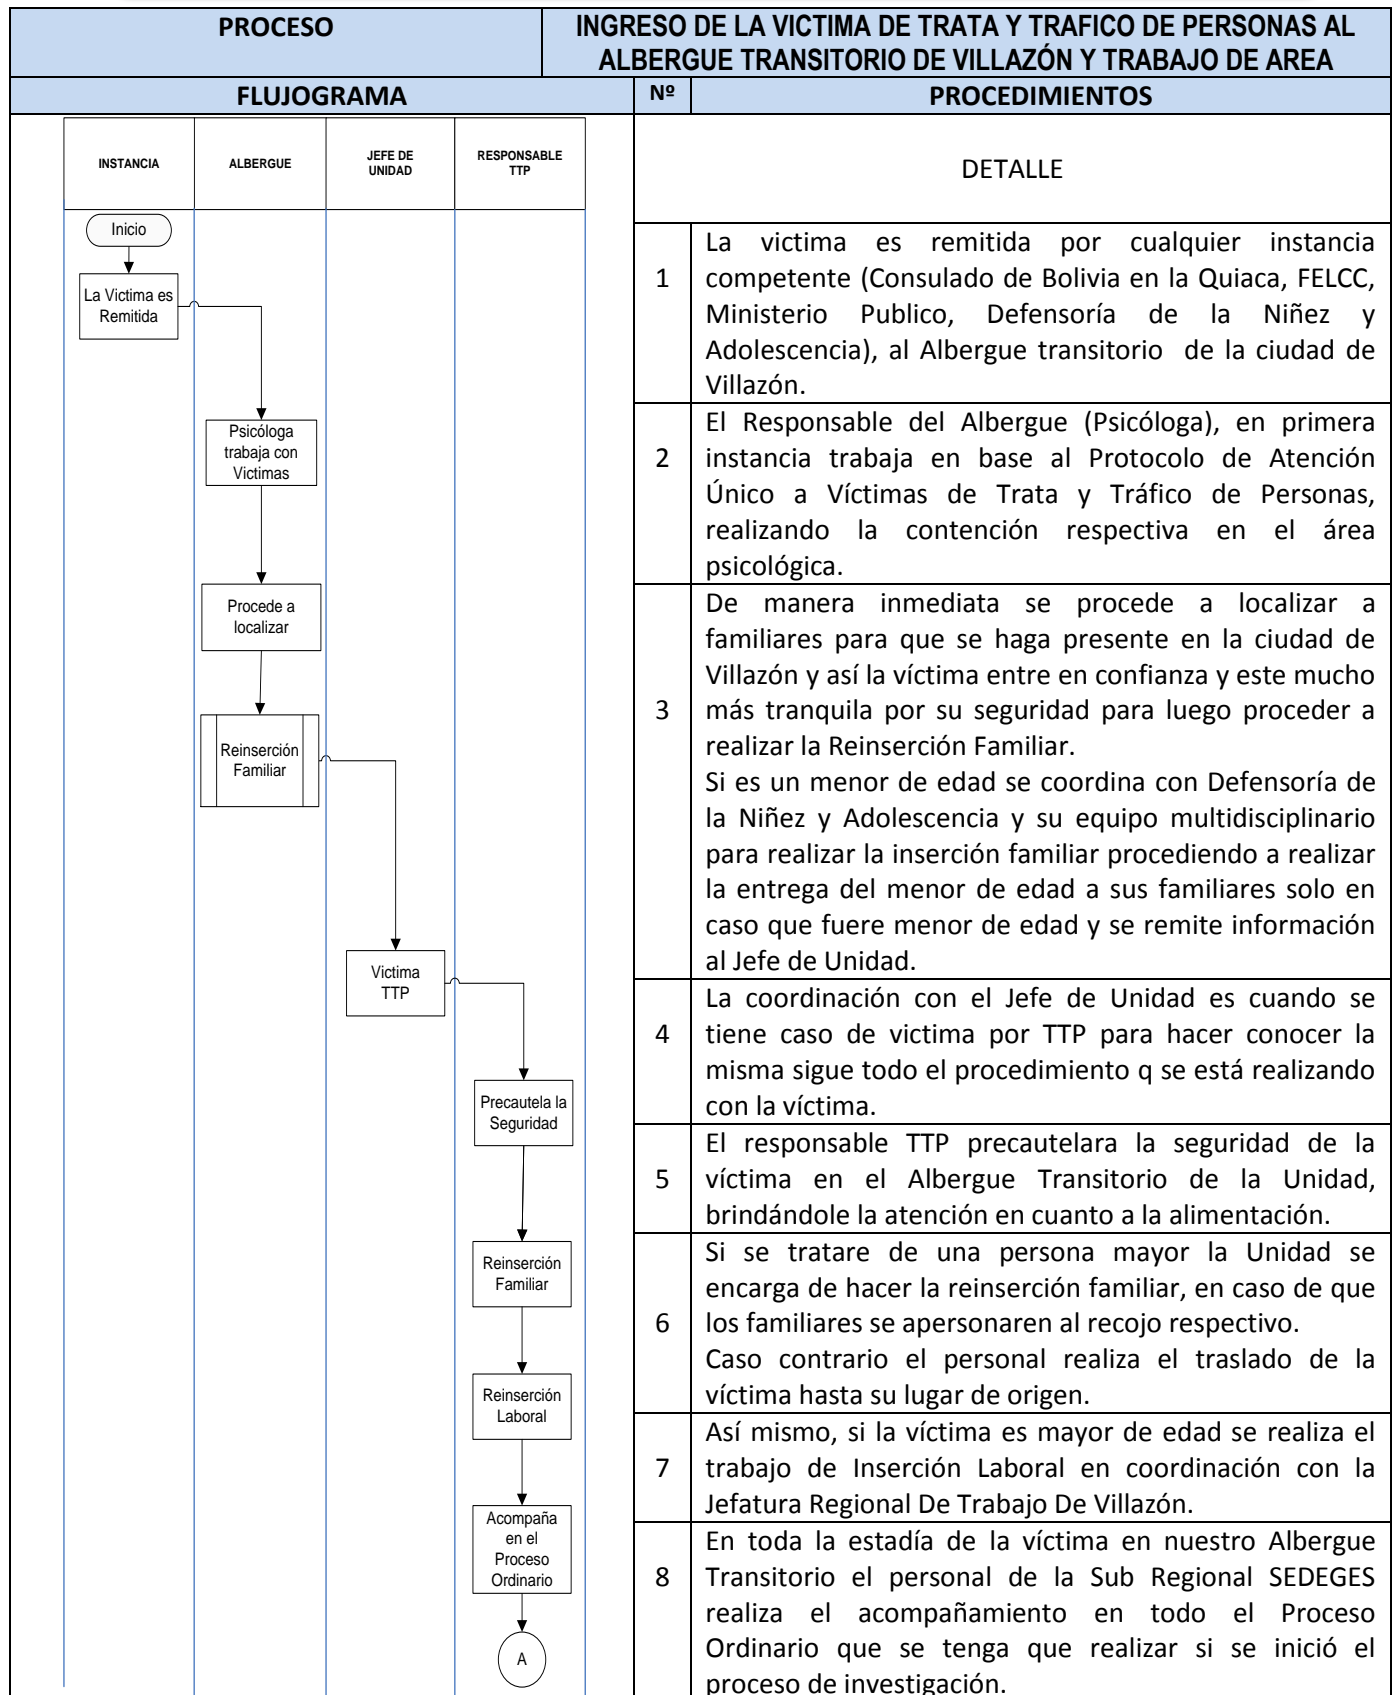 PROCESO
INGRESO DE LA VICTIMA DE TRATA Y TRAFICO DE PERSONAS AL
ALBERGUE TRANSITORIO DE VILLAZÓN Y TRABAJO DE AREA
FLUJOGRAMA
Nº
PROCEDIMIENTOS
INSTANCIA
ALBERGUE
JEFE DE
UNIDAD
RESPONSABLE
TTP
Inicio
La Victima es
Remitida
Psicóloga
trabaja con
Victimas
Procede a
localizar
Reinserción
Familiar
Victima
TTP
Precautela la
Seguridad
Reinserción
Familiar
Reinserción
Laboral
Acompaña
en el
Proceso
Ordinario
A
DETALLE
1
La victima es remitida por cualquier instancia
competente (Consulado de Bolivia en la Quiaca, FELCC,
Ministerio Publico, Defensoría de la Niñez y
Adolescencia), al Albergue transitorio de la ciudad de
Villazón.
2
El Responsable del Albergue (Psicóloga), en primera
instancia trabaja en base al Protocolo de Atención
Único a Víctimas de Trata y Tráfico de Personas,
realizando la contención respectiva en el área
psicológica.
3
De manera inmediata se procede a localizar a
familiares para que se haga presente en la ciudad de
Villazón y así la víctima entre en confianza y este mucho
más tranquila por su seguridad para luego proceder a
realizar la Reinserción Familiar.
Si es un menor de edad se coordina con Defensoría de
la Niñez y Adolescencia y su equipo multidisciplinario
para realizar la inserción familiar procediendo a realizar
la entrega del menor de edad a sus familiares solo en
caso que fuere menor de edad y se remite información
al Jefe de Unidad.
4
La coordinación con el Jefe de Unidad es cuando se
tiene caso de victima por TTP para hacer conocer la
misma sigue todo el procedimiento q se está realizando
con la víctima.
5
El responsable TTP precautelara la seguridad de la
víctima en el Albergue Transitorio de la Unidad,
brindándole la atención en cuanto a la alimentación.
6
Si se tratare de una persona mayor la Unidad se
encarga de hacer la reinserción familiar, en caso de que
los familiares se apersonaren al recojo respectivo.
Caso contrario el personal realiza el traslado de la
víctima hasta su lugar de origen.
7
Así mismo, si la víctima es mayor de edad se realiza el
trabajo de Inserción Laboral en coordinación con la
Jefatura Regional De Trabajo De Villazón.
8
En toda la estadía de la víctima en nuestro Albergue
Transitorio el personal de la Sub Regional SEDEGES
realiza el acompañamiento en todo el Proceso
Ordinario que se tenga que realizar si se inició el
proceso de investigación.